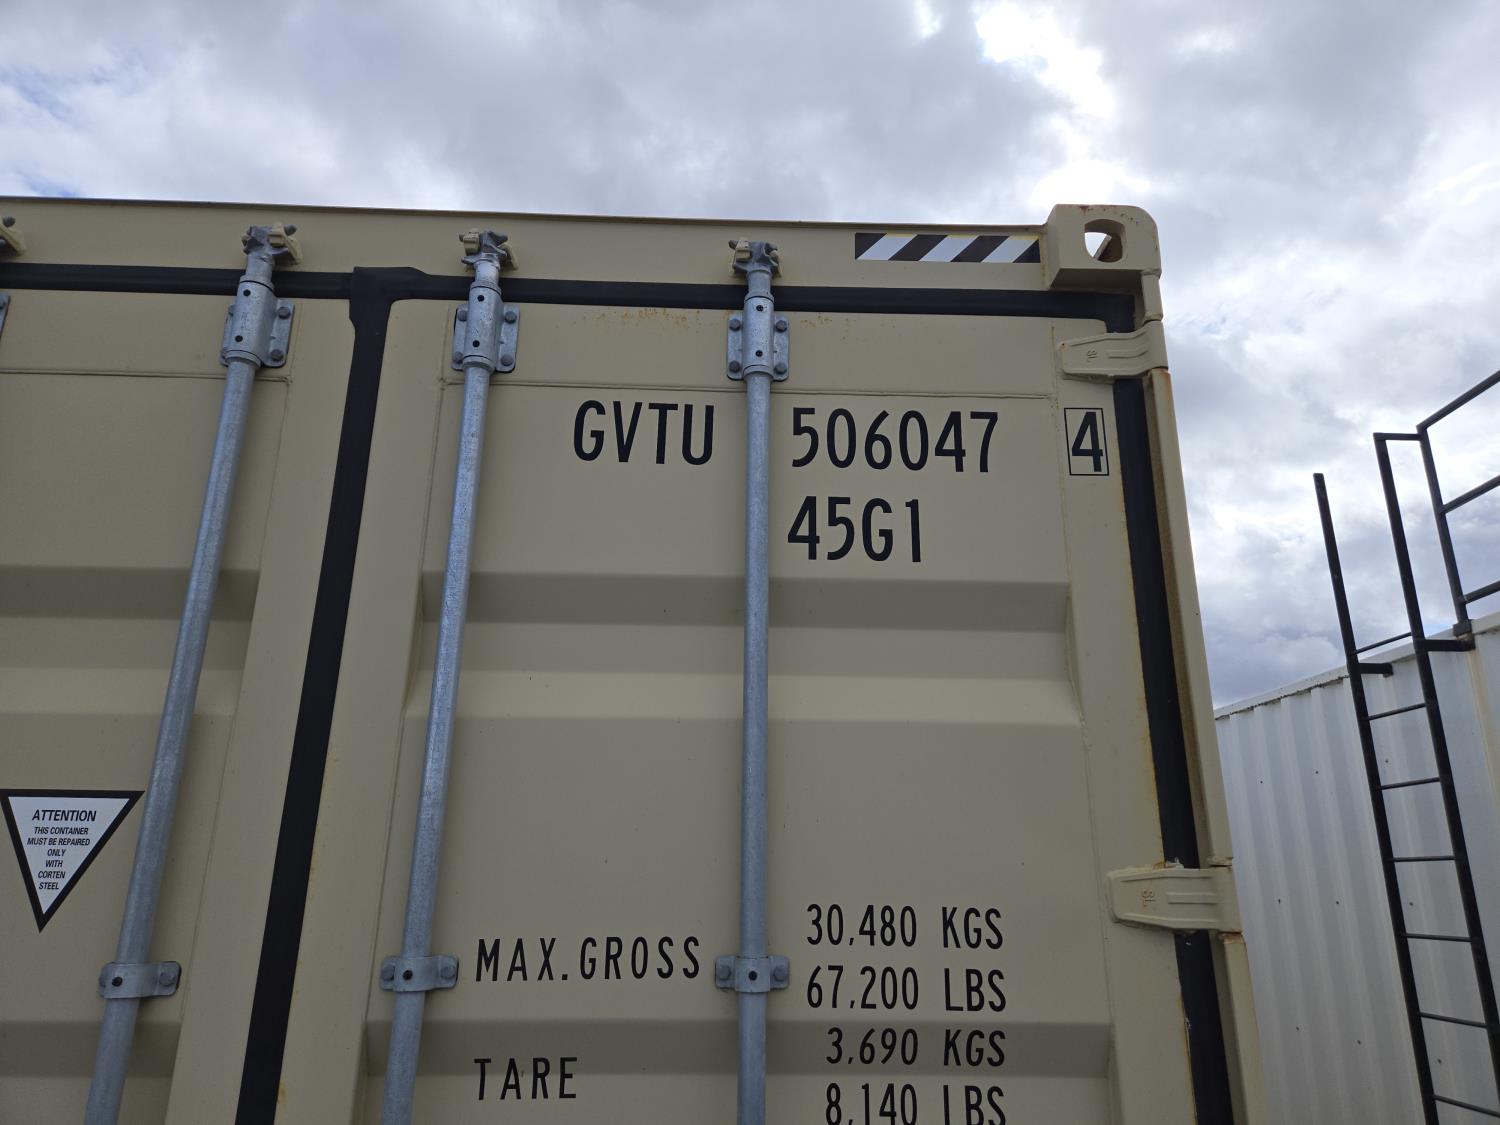 GVTU 506047 4
45G1
ATTENTION
THIS CONTAINER
MUST BE REPAIRED
ONLY
WITH
CORTEN
STEEL
MAX.GROSS 30,480 KGS
67,200 LBS
TARE 3,690 KGS
8,140 LBS